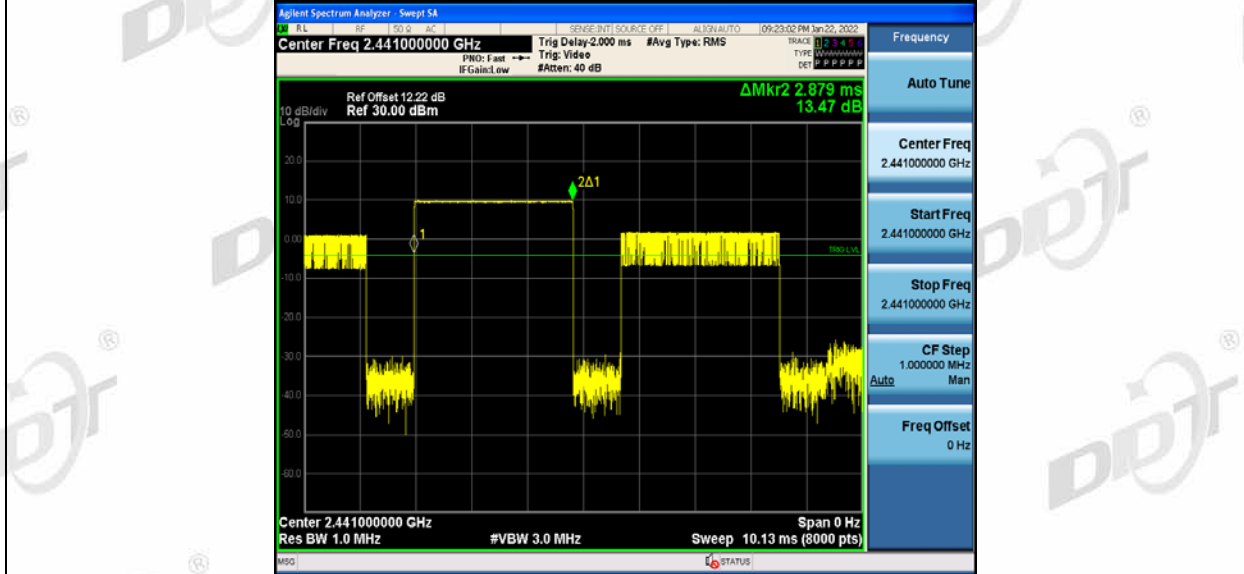 Agilent Spectrum Analyzer - Swept SA
RL RF 50 Ω AC SENSE:INT SOURCE OFF ALIGN AUTO 09:23:02 PM Jan 22, 2022
Center Freq 2.441000000 GHz
PNO: Fast
IFGain:Low
Trig Delay-2.000 ms #Avg Type: RMS
Trig: Video
#Atten: 40 dB
TRACE 1 2 3 4 5 6
TYPE
DET P P P P P P
ΔMkr2 2.879 ms
13.47 dB
Ref Offset 12.22 dB
10 dB/div Ref 30.00 dBm
Log
20.0
10.0
0.00
-10.0
-20.0
-30.0
-40.0
-50.0
-60.0
2Δ1
1
TRIG LVL
Center 2.441000000 GHz Span 0 Hz
Res BW 1.0 MHz #VBW 3.0 MHz Sweep 10.13 ms (8000 pts)
MSG STATUS
Frequency
Auto Tune
Center Freq
2.441000000 GHz
Start Freq
2.441000000 GHz
Stop Freq
2.441000000 GHz
CF Step
1.000000 MHz
Auto Man
Freq Offset
0 Hz